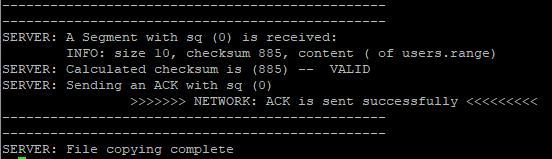 -----------------------------------------------
-----------------------------------------------
SERVER: A Segment with sq (0) is received:
        INFO: size 10, checksum 885, content ( of users.range)
SERVER: Calculated checksum is (885) --  VALID
SERVER: Sending an ACK with sq (0)
                >>>>>>> NETWORK: ACK is sent successfully <<<<<<<<<
-----------------------------------------------
-----------------------------------------------
SERVER: File copying complete